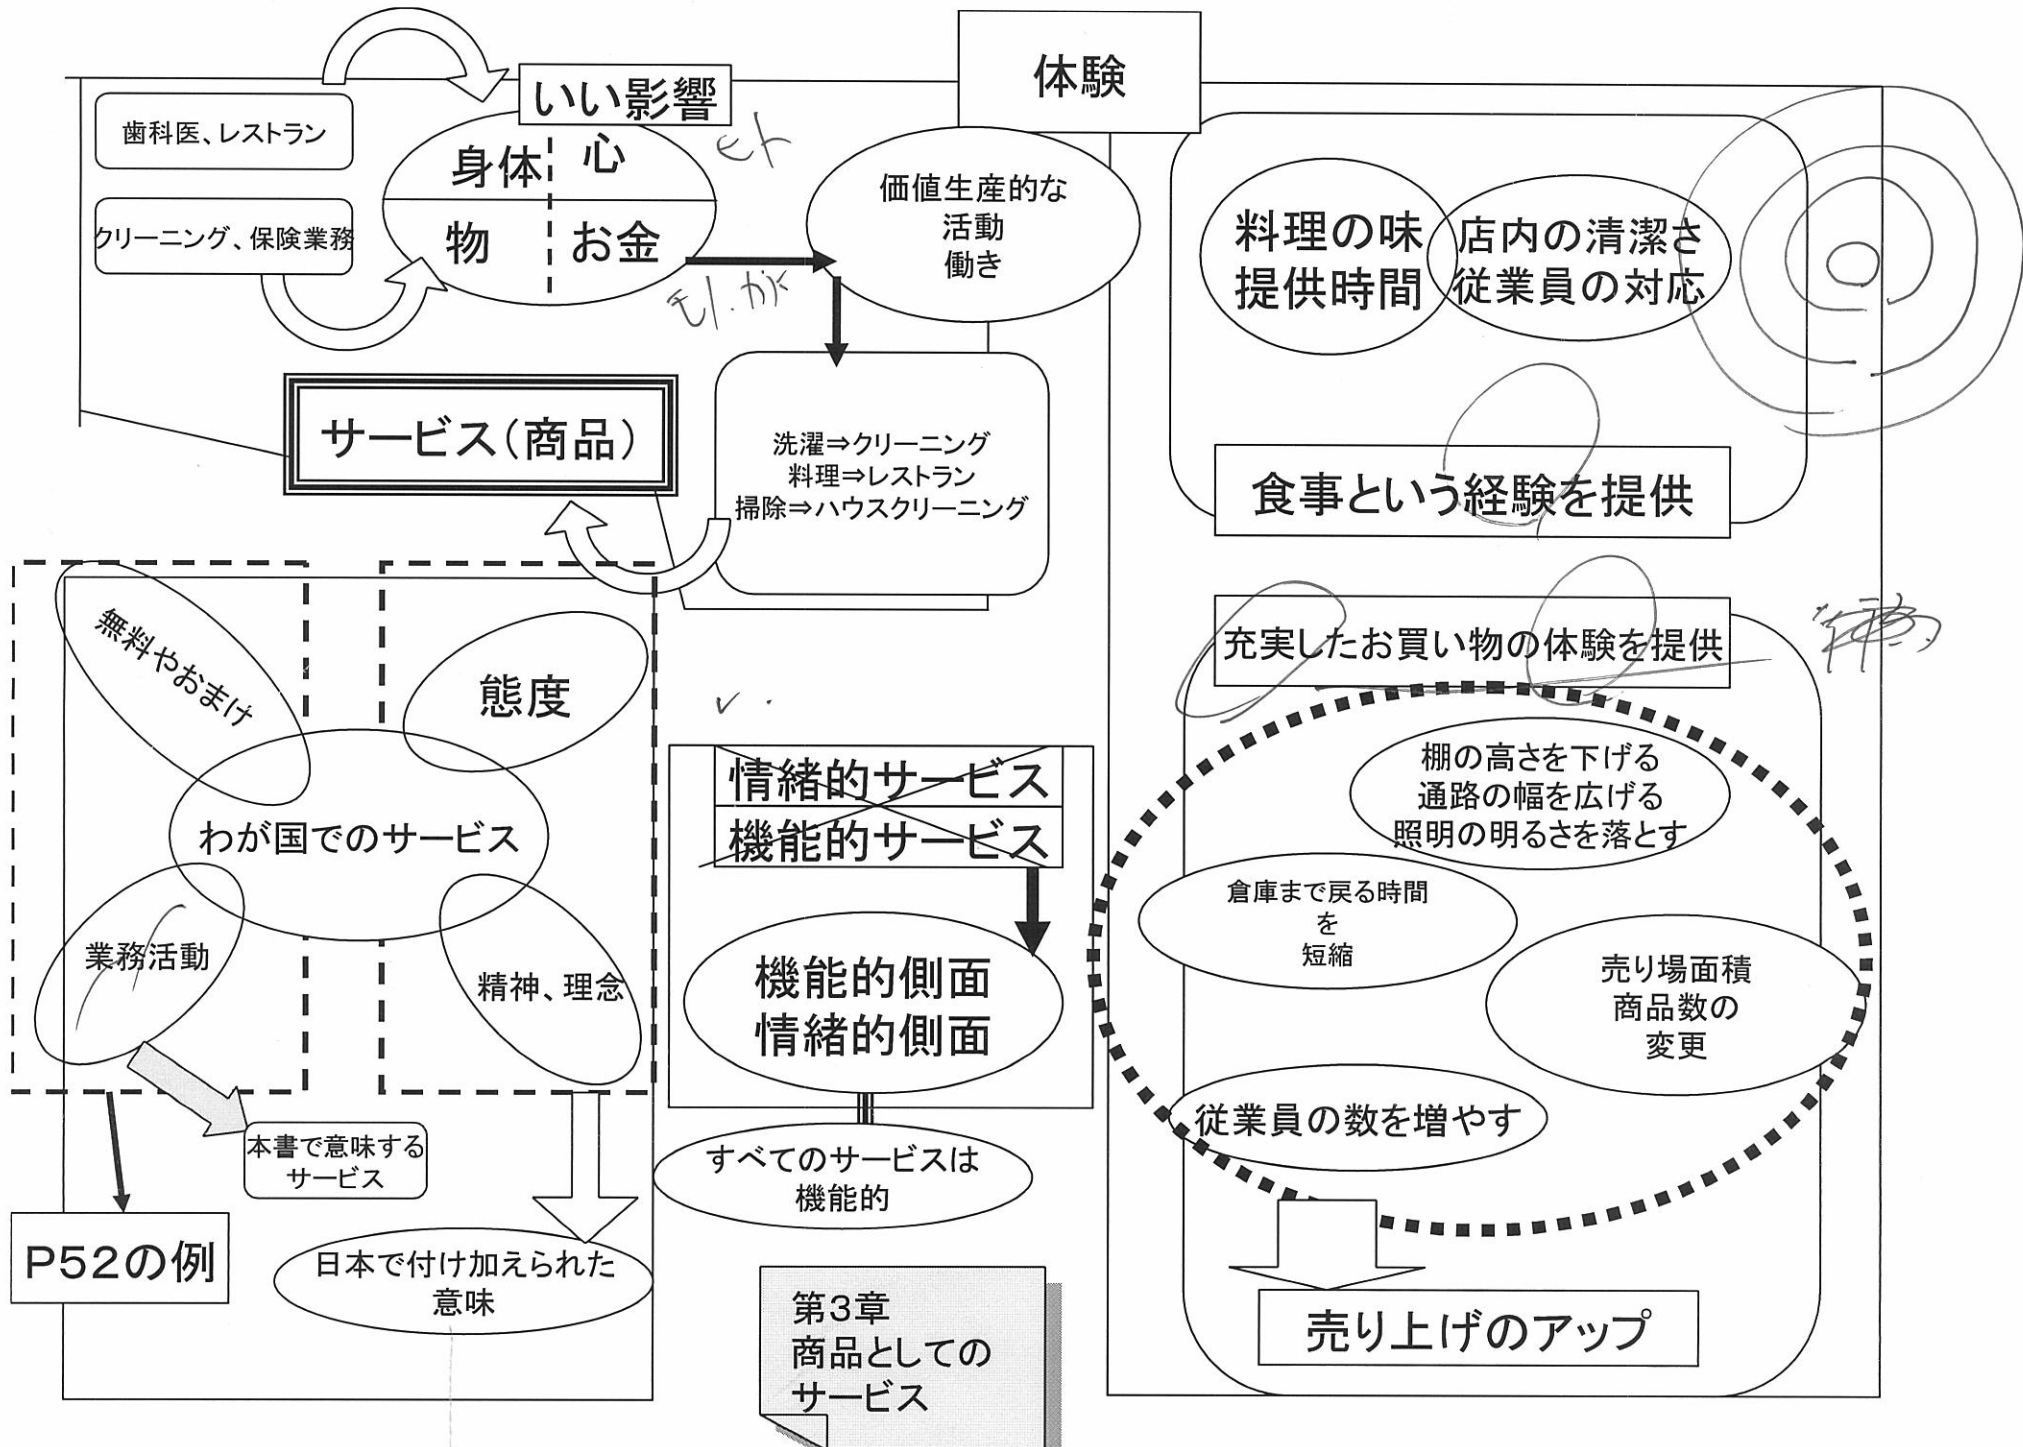 体験
いい影響
歯科医、レストラン
クリーニング、保険業務
身体
心
物
お金
価値生産的な
活動
働き
サービス(商品)
洗濯⇒クリーニング
料理⇒レストラン
掃除⇒ハウスクリーニング
料理の味
提供時間
店内の清潔さ
従業員の対応
食事という経験を提供
充実したお買い物の体験を提供
棚の高さを下げる
通路の幅を広げる
照明の明るさを落とす
倉庫まで戻る時間
を
短縮
売り場面積
商品数の
変更
従業員の数を増やす
売り上げのアップ
無料やおまけ
態度
わが国でのサービス
業務活動
精神、理念
本書で意味する
サービス
P52の例
日本で付け加えられた
意味
情緒的サービス
機能的サービス
機能的側面
情緒的側面
すべてのサービスは
機能的
第3章
商品としての
サービス